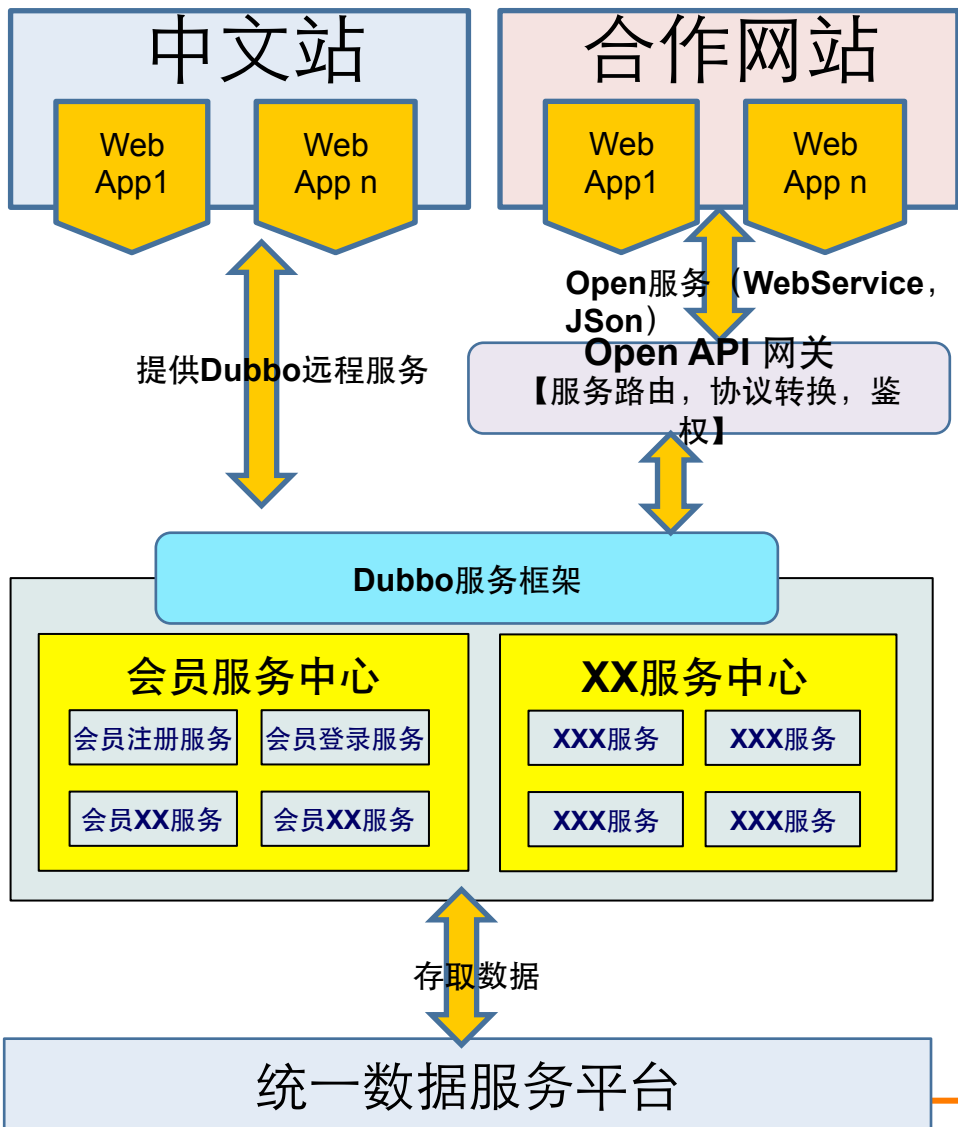 中文站
合作网站
Web
App1
Web
App n
Web
App1
Web
App n
Open服务（WebService，
JSon）
提供Dubbo远程服务
Open API 网关
【服务路由，协议转换，鉴
权】
Dubbo服务框架
会员服务中心
XX服务中心
会员注册服务
会员登录服务
XXX服务
XXX服务
会员XX服务
会员XX服务
XXX服务
XXX服务
存取数据
统一数据服务平台